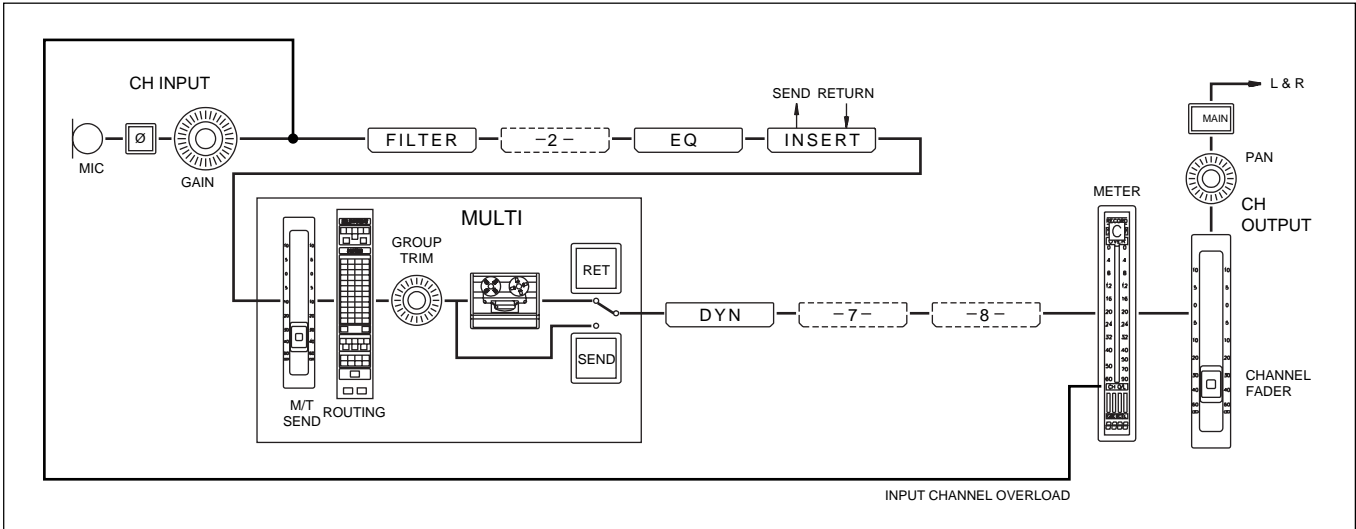 CH INPUT
MIC
Ø
GAIN
FILTER
-2-
EQ
SEND RETURN
INSERT
L & R
MAIN
PAN
CH
OUTPUT
METER
C
MULTI
M/T
SEND
ROUTING
GROUP
TRIM
RET
SEND
DYN
-7-
-8-
CHANNEL
FADER
INPUT CHANNEL OVERLOAD